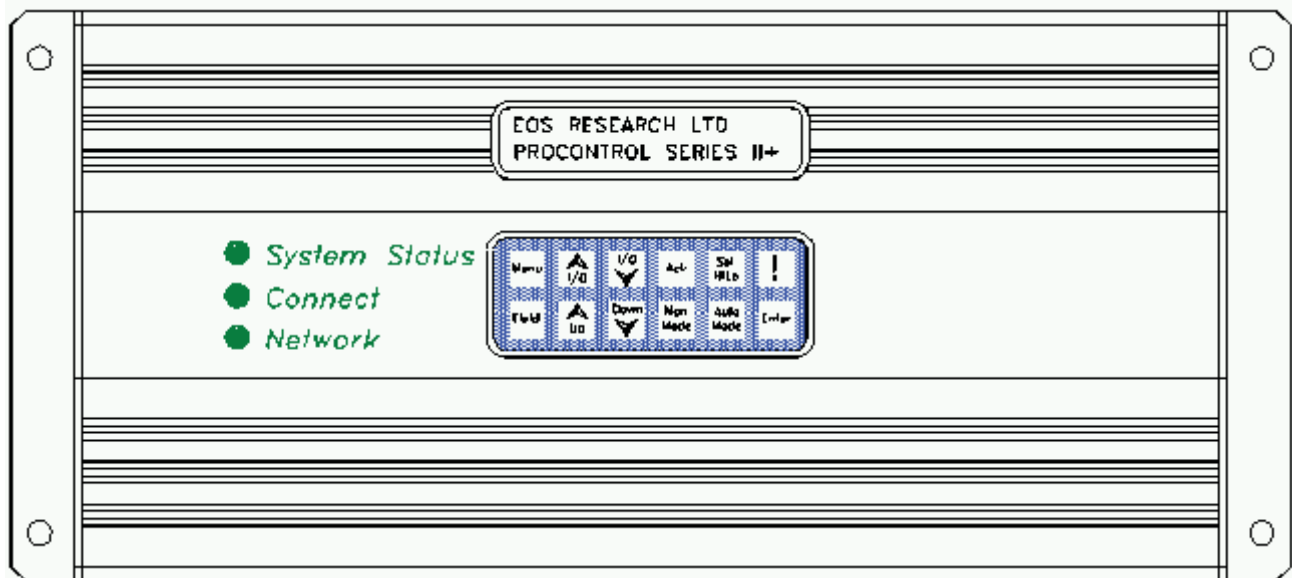 EOS RESEARCH LTD
PROCONTROL SERIES II+
System Status
Connect
Network
Menu
I/O
I/O
Ack
!
Field
Up
Down
Man
Mode
Auto
Mode
Enter